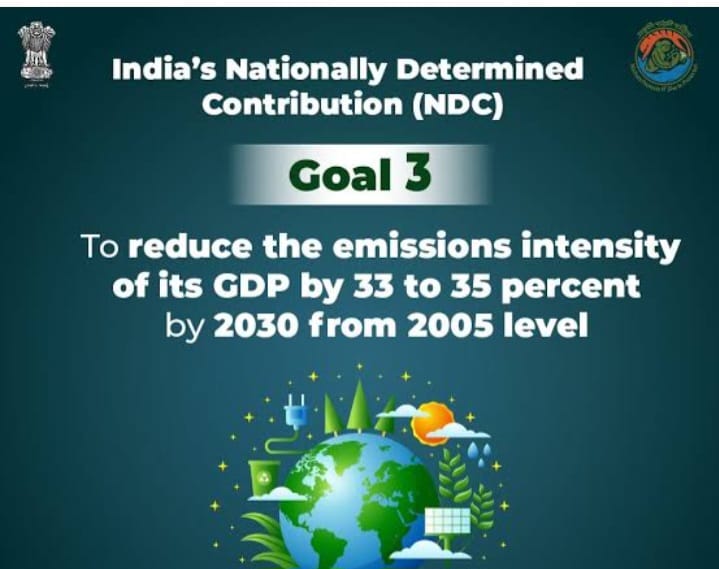 India's Nationally Determined
Contribution (NDC)
Goal 3
To reduce the emissions intensity
of its GDP by 33 to 35 percent
by 2030 from 2005 level